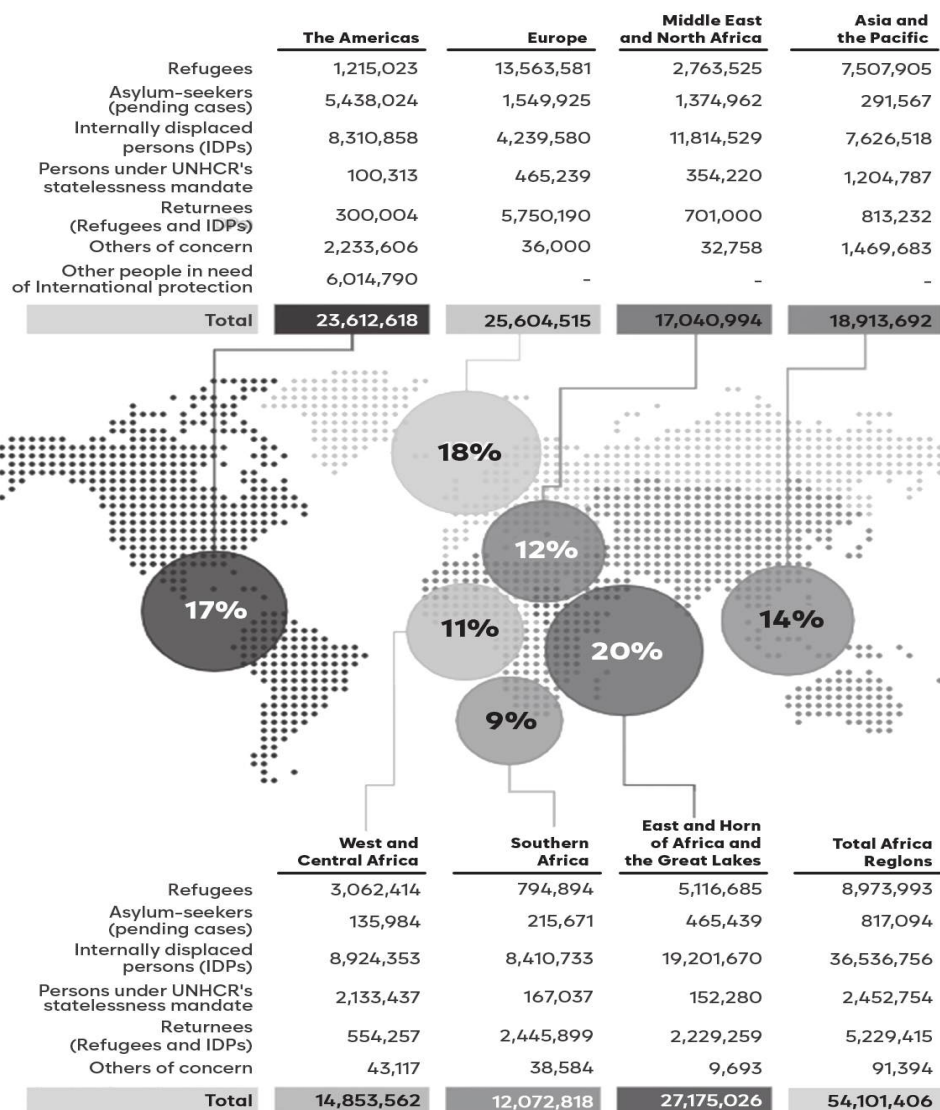 The Americas Europe Middle East and North Africa Asia and the Pacific
Refugees 1,215,023 13,563,581 2,763,525 7,507,905
Asylum-seekers (pending cases) 5,438,024 1,549,925 1,374,962 291,567
Internally displaced persons (IDPs) 8,310,858 4,239,580 11,814,529 7,626,518
Persons under UNHCR's statelessness mandate 100,313 465,239 354,220 1,204,787
Returnees (Refugees and IDPs) 300,004 5,750,190 701,000 813,232
Others of concern 2,233,606 36,000 32,758 1,469,683
Other people in need of International protection 6,014,790 - - -
Total 23,612,618 25,604,515 17,040,994 18,913,692
18%
12%
17%
11%
14%
20%
9%
West and Central Africa Southern Africa East and Horn of Africa and the Great Lakes Total Africa Reglons
Refugees 3,062,414 794,894 5,116,685 8,973,993
Asylum-seekers (pending cases) 135,984 215,671 465,439 817,094
Internally displaced persons (IDPs) 8,924,353 8,410,733 19,201,670 36,536,756
Persons under UNHCR's statelessness mandate 2,133,437 167,037 152,280 2,452,754
Returnees (Refugees and IDPs) 554,257 2,445,899 2,229,259 5,229,415
Others of concern 43,117 38,584 9,693 91,394
Total 14,853,562 12,072,818 27,175,026 54,101,406